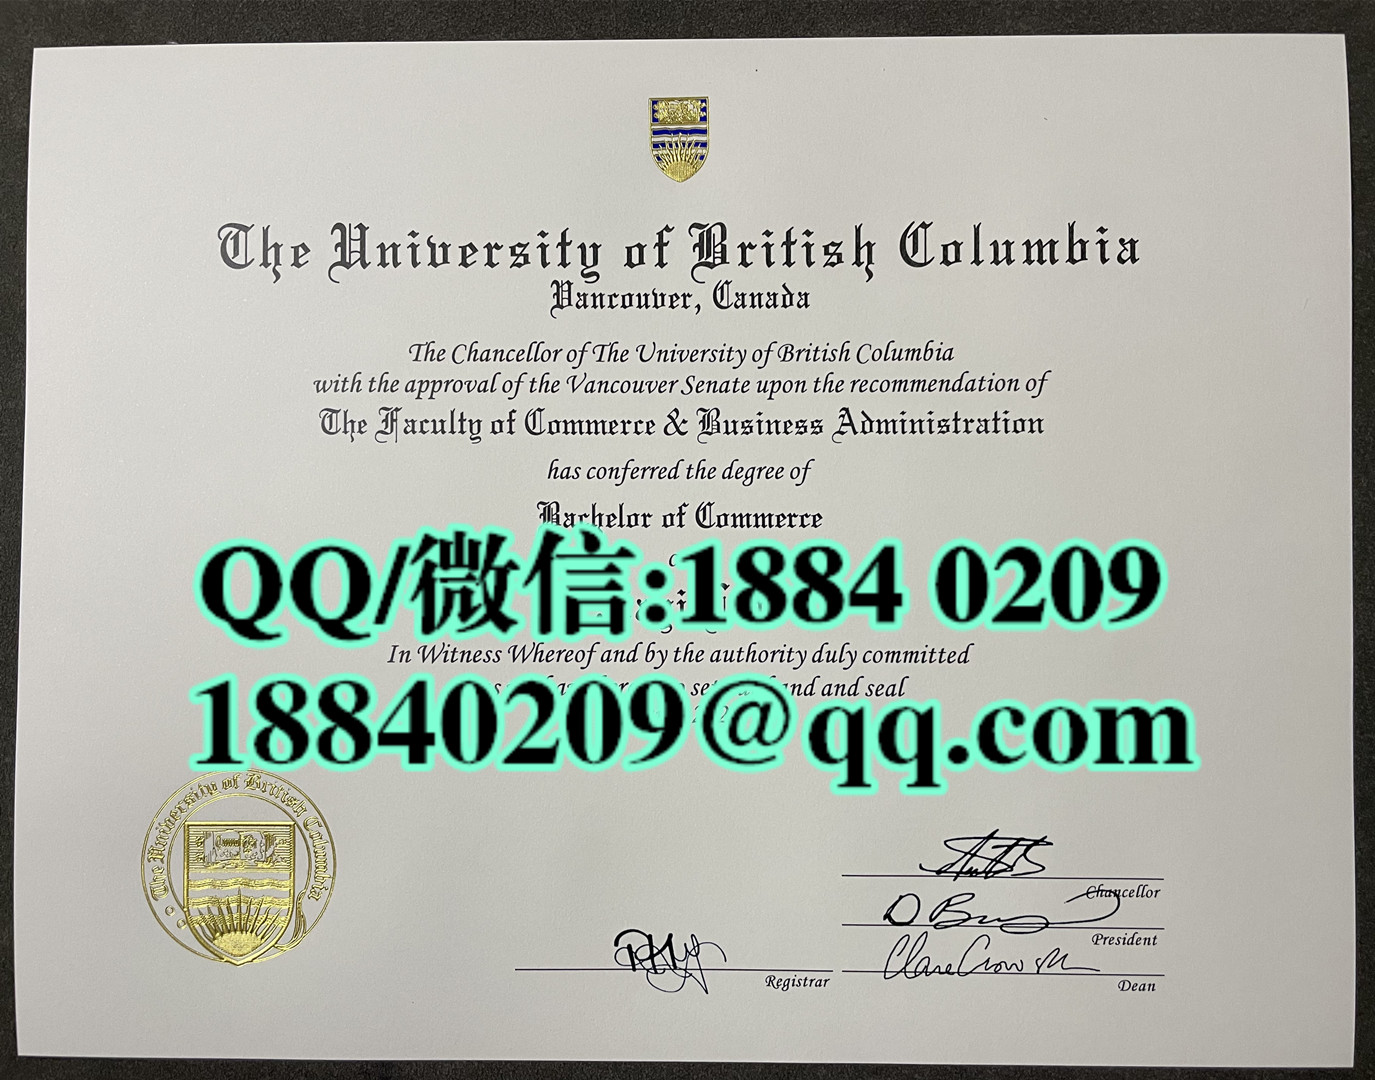 The University of British Columbia
Vancouver, Canada
The Chancellor of The University of British Columbia
with the approval of the Vancouver Senate upon the recommendation of
The Faculty of Commerce & Business Administration
has conferred the degree of
Bachelor of Commerce
QQ/微信:1884 0209
In Witness Whereof and by the authority duly committed
and and seal
18840209@qq.com
The University of British Columbia
Chancellor
President
Registrar
Dean